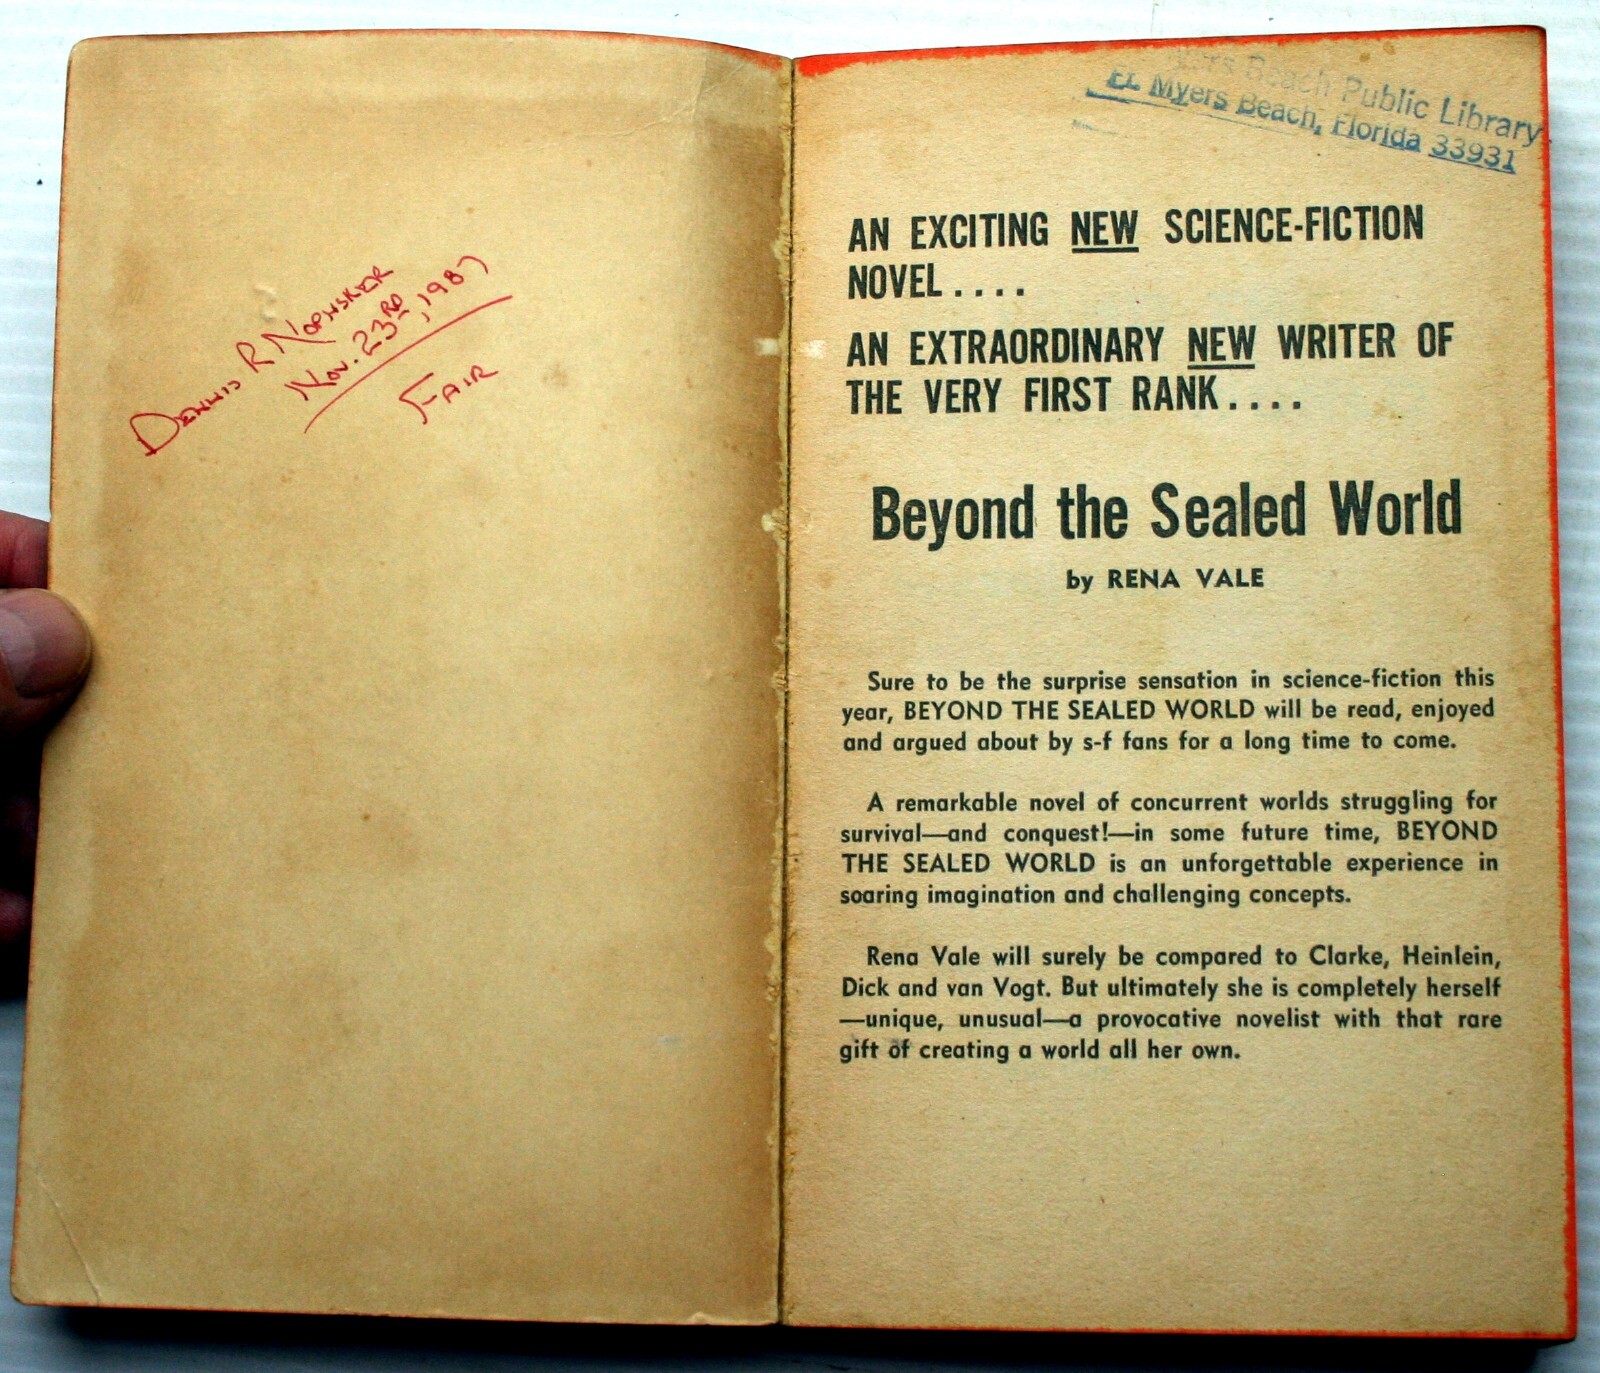 Dennis R Nophsker
Nov. 23RD, 1987
FAIR
Beach Public Library
Ft. Myers Beach, Florida 33931
AN EXCITING NEW SCIENCE-FICTION
NOVEL....
AN EXTRAORDINARY NEW WRITER OF
THE VERY FIRST RANK....
Beyond the Sealed World
by RENA VALE
Sure to be the surprise sensation in science-fiction this
year, BEYOND THE SEALED WORLD will be read, enjoyed
and argued about by s-f fans for a long time to come.
A remarkable novel of concurrent worlds struggling for
survival—and conquest!—in some future time, BEYOND
THE SEALED WORLD is an unforgettable experience in
soaring imagination and challenging concepts.
Rena Vale will surely be compared to Clarke, Heinlein,
Dick and van Vogt. But ultimately she is completely herself
—unique, unusual—a provocative novelist with that rare
gift of creating a world all her own.